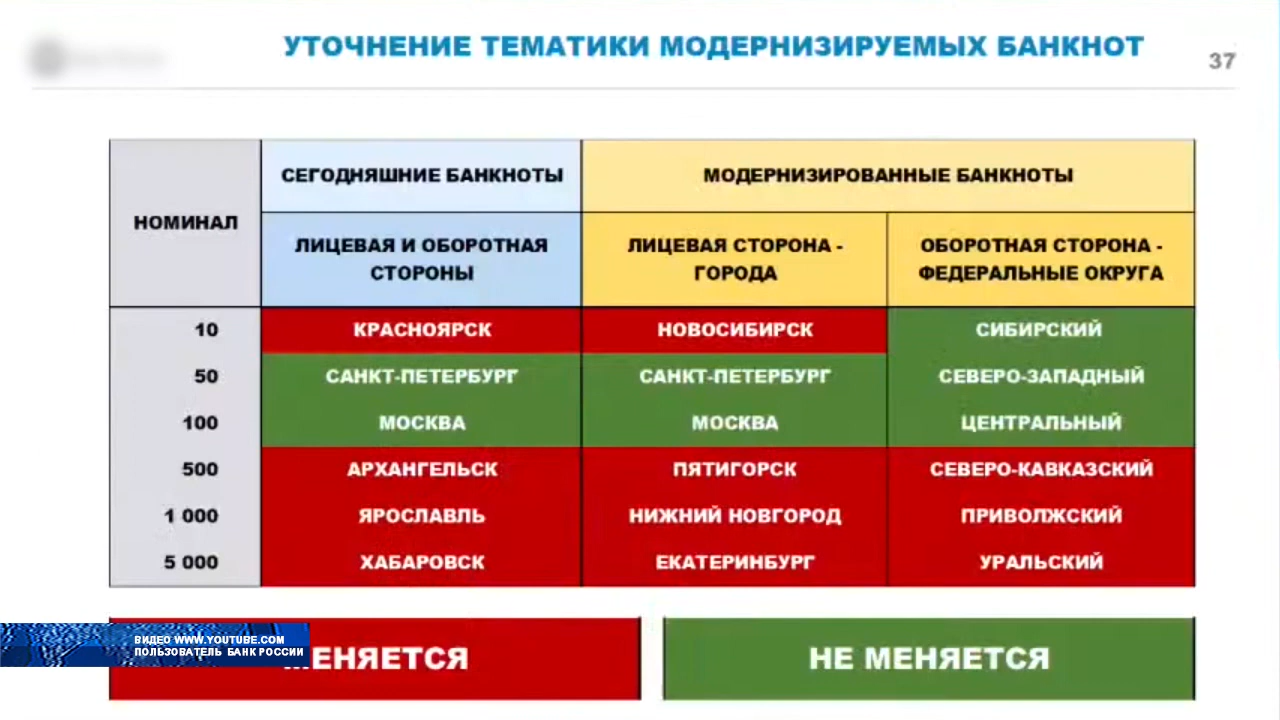 УТОЧНЕНИЕ ТЕМАТИКИ МОДЕРНИЗИРУЕМЫХ БАНКНОТ
37
НОМИНАЛ
СЕГОДНЯШНИЕ БАНКНОТЫ
МОДЕРНИЗИРОВАННЫЕ БАНКНОТЫ
ЛИЦЕВАЯ И ОБОРОТНАЯ
СТОРОНЫ
ЛИЦЕВАЯ СТОРОНА -
ГОРОДА
ОБОРОТНАЯ СТОРОНА -
ФЕДЕРАЛЬНЫЕ ОКРУГА
10 КРАСНОЯРСК НОВОСИБИРСК СИБИРСКИЙ
50 САНКТ-ПЕТЕРБУРГ САНКТ-ПЕТЕРБУРГ СЕВЕРО-ЗАПАДНЫЙ
100 МОСКВА МОСКВА ЦЕНТРАЛЬНЫЙ
500 АРХАНГЕЛЬСК ПЯТИГОРСК СЕВЕРО-КАВКАЗСКИЙ
1 000 ЯРОСЛАВЛЬ НИЖНИЙ НОВГОРОД ПРИВОЛЖСКИЙ
5 000 ХАБАРОВСК ЕКАТЕРИНБУРГ УРАЛЬСКИЙ
ВИДЕО WWW.YOUTUBE.COM
ПОЛЬЗОВАТЕЛЬ БАНК РОССИИ
МЕНЯЕТСЯ
НЕ МЕНЯЕТСЯ